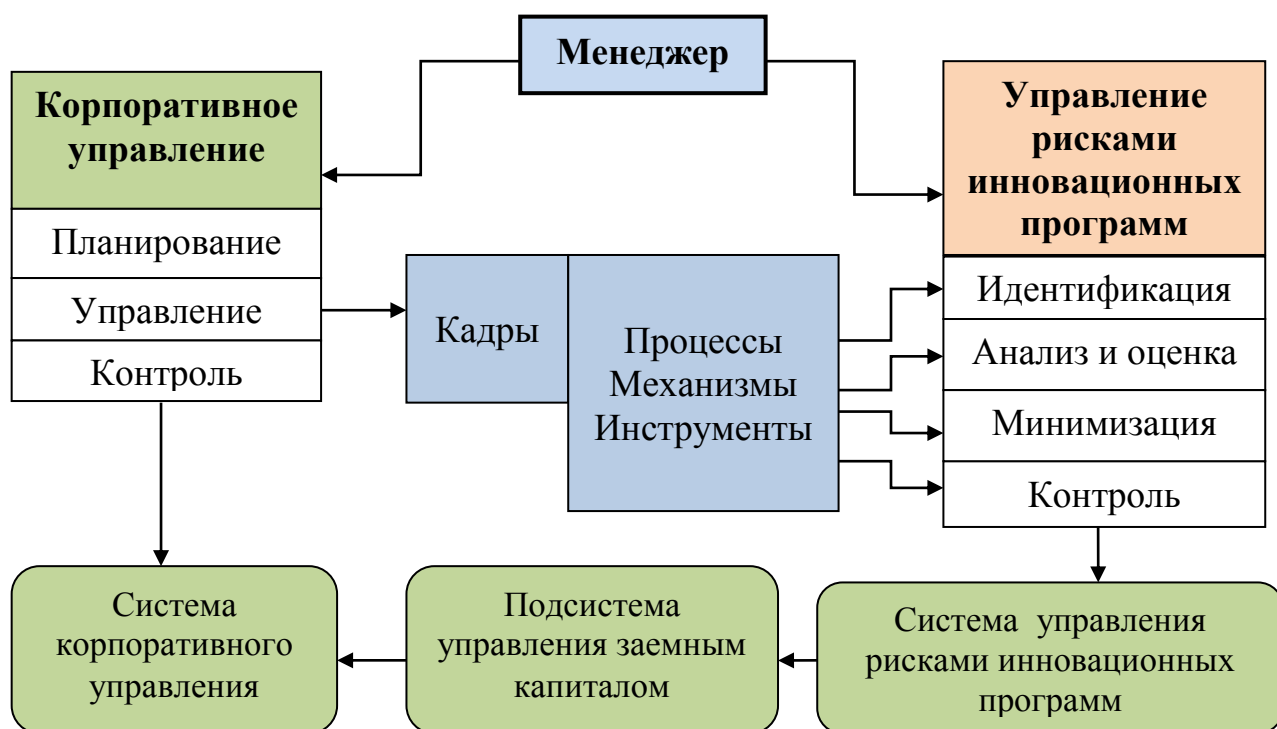 Менеджер
Корпоративное
управление
Планирование
Управление
Контроль
Кадры
Процессы
Механизмы
Инструменты
Управление
рисками
инновационных
программ
Идентификация
Анализ и оценка
Минимизация
Контроль
Система
корпоративного
управления
Подсистема
управления заемным
капиталом
Система управления
рисками инновационных
программ